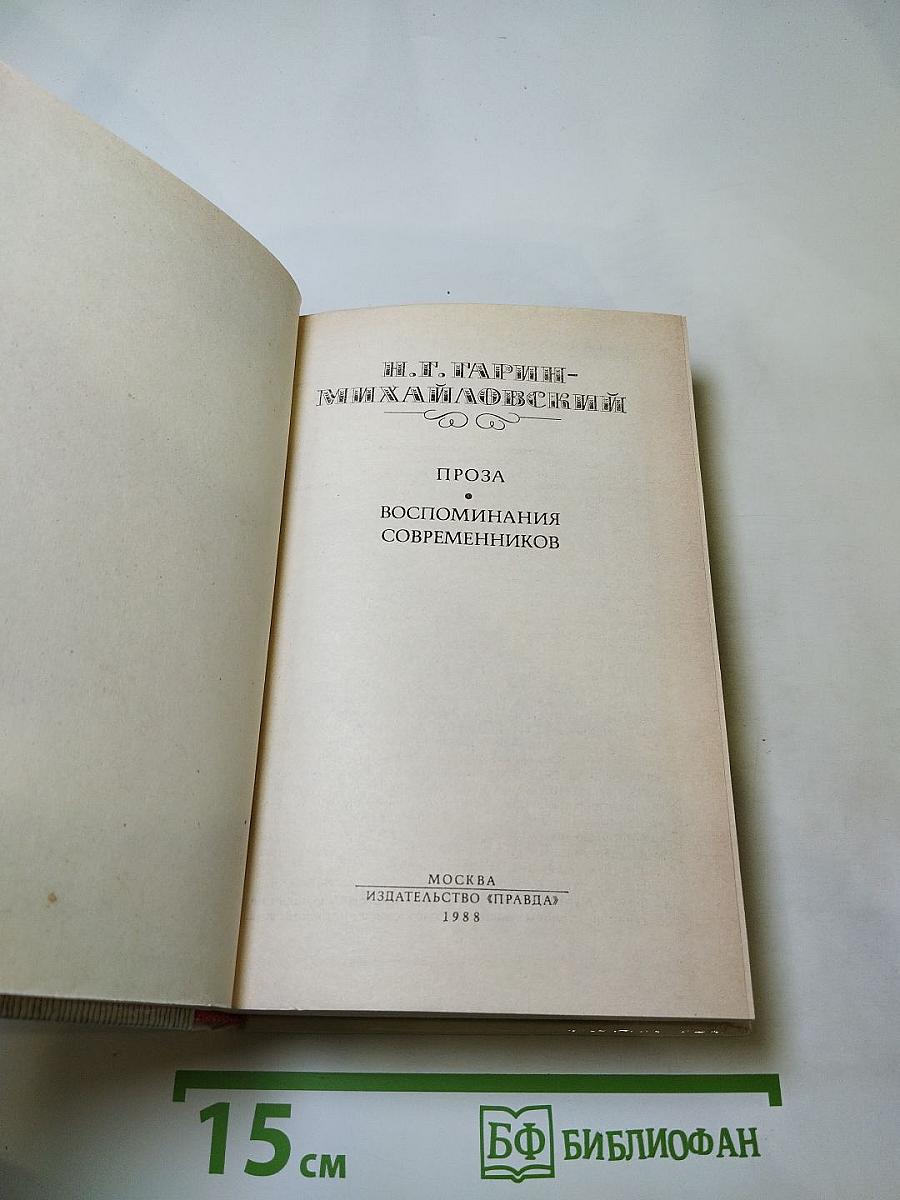 Н. Г. ГАРИН-
МИХАЙЛОВСКИЙ
ПРОЗА
•
ВОСПОМИНАНИЯ
СОВРЕМЕННИКОВ
МОСКВА
ИЗДАТЕЛЬСТВО «ПРАВДА»
1988
15 см
БФ БИБЛИОФАН